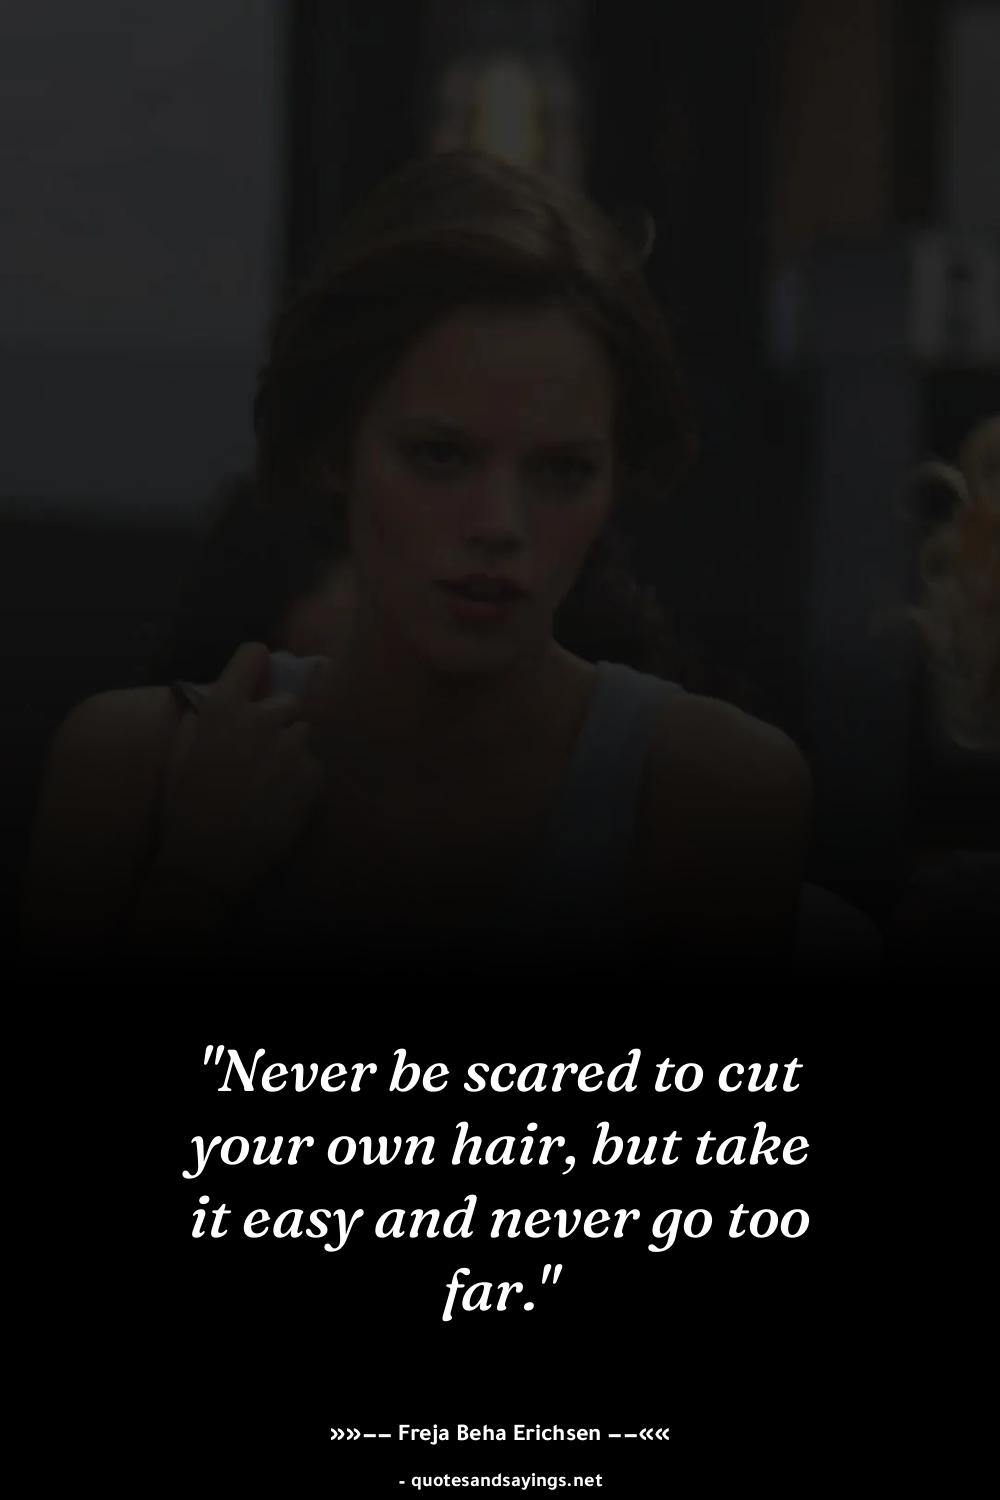 "Never be scared to cut
your own hair, but take
it easy and never go too
far."
»»−− Freja Beha Erichsen −−««
- quotesandsayings.net